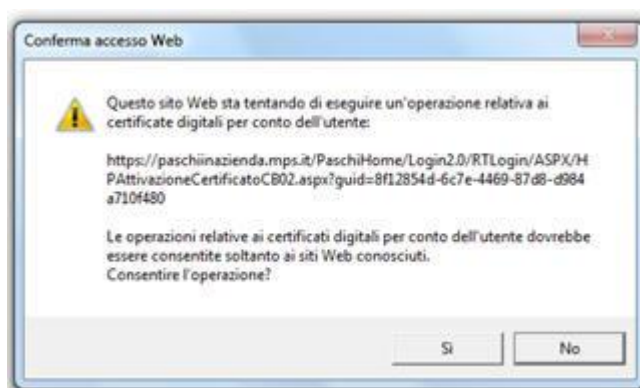 Conferma accesso Web
Questo sito Web sta tentando di eseguire un'operazione relativa ai
certificate digitali per conto dell'utente:
https://paschiinazienda.mps.it/PaschiHome/Login2.0/RTLogin/ASPX/H
PAttivazioneCertificatoCB02.aspx?guid=8f12854d-6c7e-4469-87d8-d984
a710f480
Le operazioni relative ai certificati digitali per conto dell'utente dovrebbe
essere consentite soltanto ai siti Web conosciuti.
Consentire l'operazione?
Sì
No